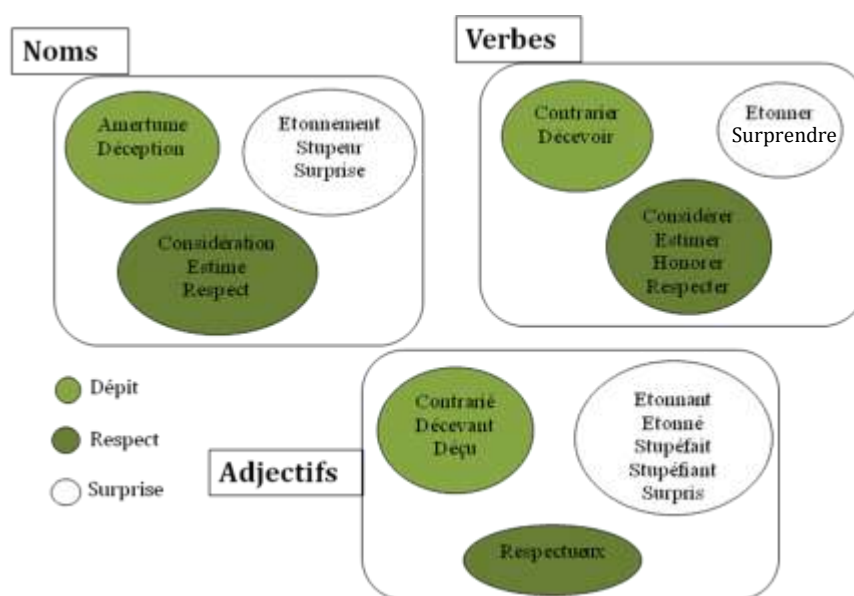 Noms
Amertume
Déception
Etonnement
Stupeur
Surprise
Considération
Estime
Respect
Verbes
Contrarier
Décevoir
Etonner
Surprendre
Considérer
Estimer
Honorer
Respecter
Dépit
Respect
Surprise
Adjectifs
Contrarié
Décevant
Déçu
Etonnant
Etonné
Stupéfait
Stupéfiant
Surpris
Respectueux